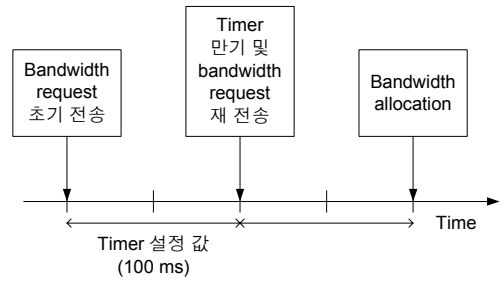 Bandwidth
request
초기 전송
Timer
만기 및
bandwidth
request
재 전송
Bandwidth
allocation
Time
Timer 설정 값
(100 ms)